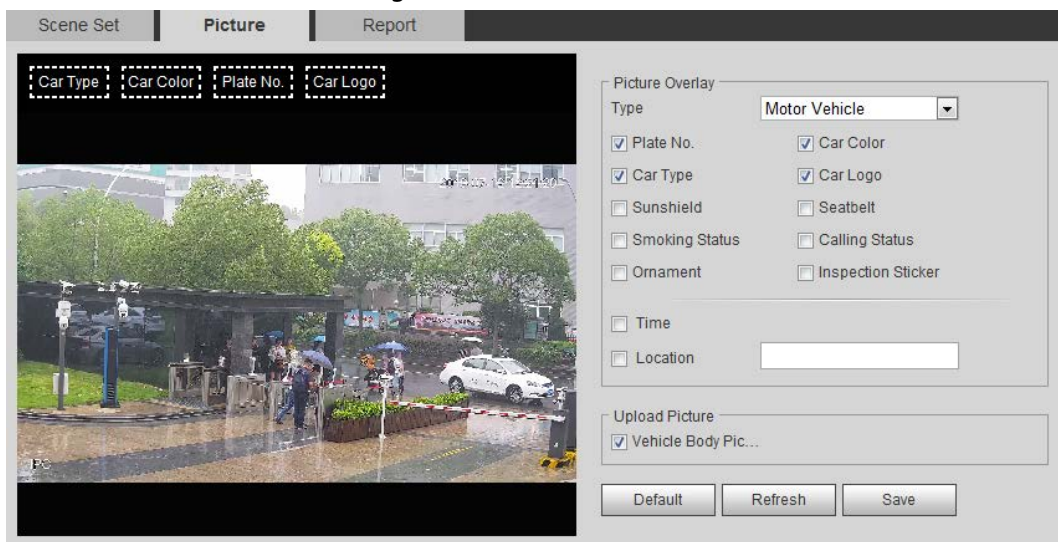 Scene Set Picture Report
Car Type Car Color Plate No. Car Logo
Picture Overlay
Type Motor Vehicle
Plate No. Car Color
Car Type Car Logo
Sunshield Seatbelt
Smoking Status Calling Status
Ornament Inspection Sticker
Time
Location
Upload Picture
Vehicle Body Pic...
IPC
Default Refresh Save